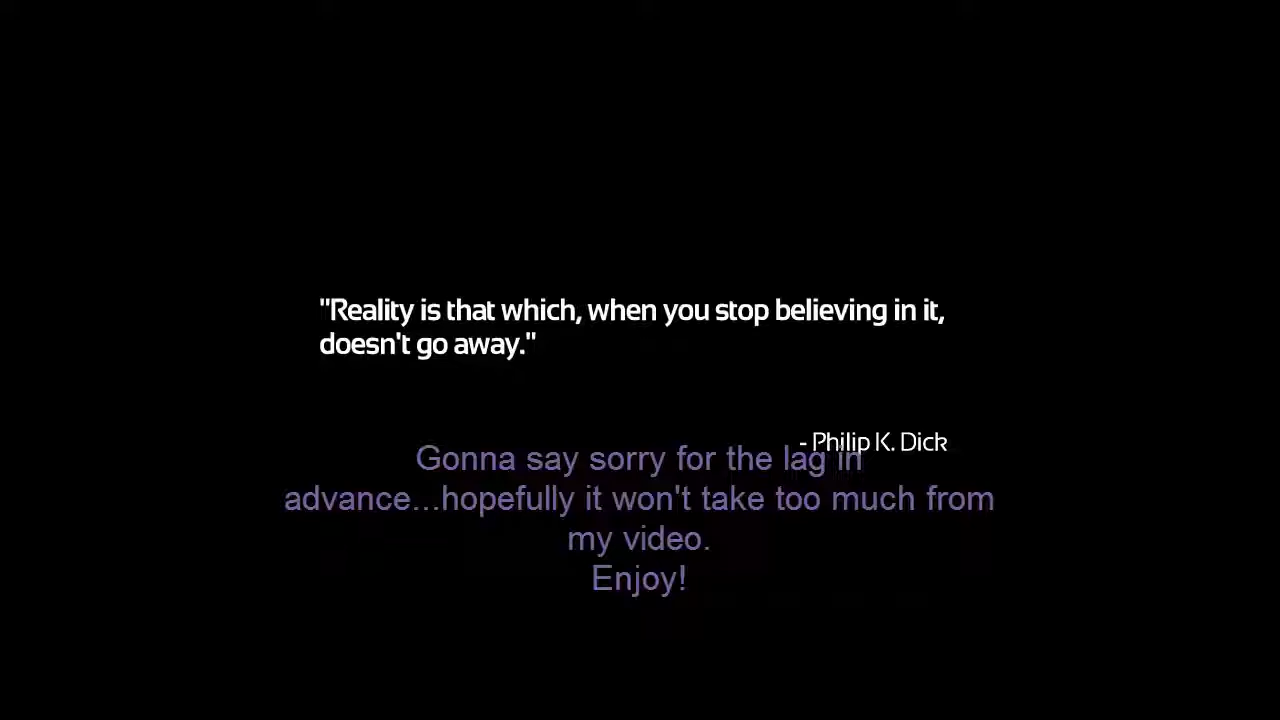 "Reality is that which, when you stop believing in it,
doesn't go away."
- Philip K. Dick
Gonna say sorry for the lag in
advance...hopefully it won't take too much from
my video.
Enjoy!